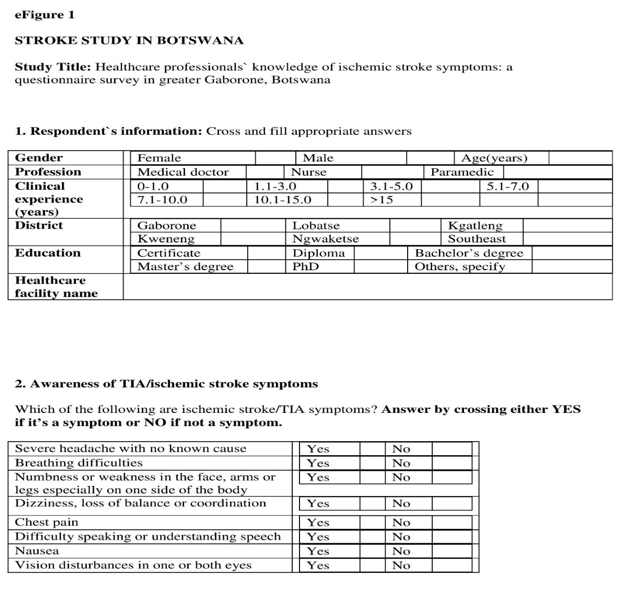 eFigure 1
STROKE STUDY IN BOTSWANA
Study Title: Healthcare professionals` knowledge of ischemic stroke symptoms: a
questionnaire survey in greater Gaborone, Botswana
1. Respondent`s information: Cross and fill appropriate answers
Gender Female Male Age(years)
Profession Medical doctor Nurse Paramedic
Clinical 0-1.0 1.1-3.0 3.1-5.0 5.1-7.0
experience 7.1-10.0 10.1-15.0 >15
(years)
District Gaborone Lobatse Kgatleng
Kweneng Ngwaketse Southeast
Education Certificate Diploma Bachelor's degree
Master's degree PhD Others, specify
Healthcare
facility name
2. Awareness of TIA/ischemic stroke symptoms
Which of the following are ischemic stroke/TIA symptoms? Answer by crossing either YES
if it's a symptom or NO if not a symptom.
Severe headache with no known cause Yes No
Breathing difficulties Yes No
Numbness or weakness in the face, arms or Yes No
legs especially on one side of the body
Dizziness, loss of balance or coordination Yes No
Chest pain Yes No
Difficulty speaking or understanding speech Yes No
Nausea Yes No
Vision disturbances in one or both eyes Yes No